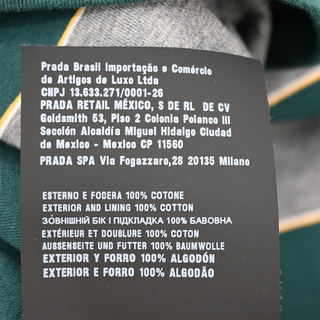 Prada Brasil Importação e Comércio
de Artigos de Luxo Ltda
CNPJ 13.633.271/0001-26
PRADA RETAIL MÉXICO, S DE RL DE CV
Goldsmith 53, Piso 2 Colonia Polanco III
Sección Alcaldía Miguel Hidalgo Ciudad
de Mexico - Mexico CP 11560
PRADA SPA Via Fogazzaro,28 20135 Milano
ESTERNO E FODERA 100% COTONE
EXTERIOR AND LINING 100% COTTON
ЗОВНІШНІЙ БІК І ПІДКЛАДКА 100% БАВОВНА
EXTÉRIEUR ET DOUBLURE 100% COTON
AUSSENSEITE UND FUTTER 100% BAUMWOLLE
EXTERIOR Y FORRO 100% ALGODÓN
EXTERIOR E FORRO 100% ALGODÃO